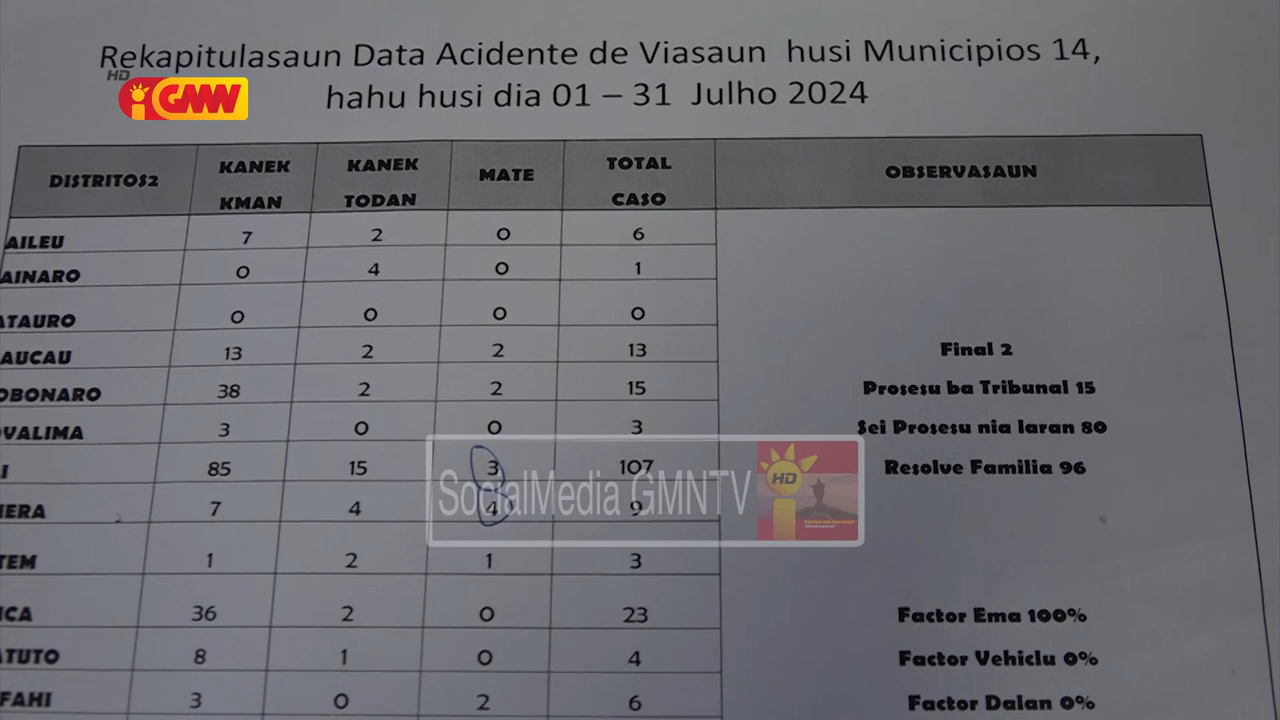 Rekapitulasaun Data Acidente de Viasaun husi Municipios 14,
hahu husi dia 01 – 31 Julho 2024
HD
GMN
DISTRITOS2 KANEK KMAN KANEK TODAN MATE TOTAL CASO OBSERVASAUN
AILEU 7 2 0 6
AINARO 0 4 0 1
ATAURO 0 0 0 0
AUCAU 13 2 2 13 Final 2
OBONARO 38 2 2 15 Prosesu ba Tribunal 15
OVALIMA 3 0 0 3 Sei Prosesu nia laran 80
I 85 15 3 107 Resolve Familia 96
MERA 7 4 4 9
TEM 1 2 1 3
ICA 36 2 0 23 Factor Ema 100%
ATUTO 8 1 0 4 Factor Vehiclu 0%
FAHI 3 0 2 6 Factor Dalan 0%
SocalMedia GMNTV
HD